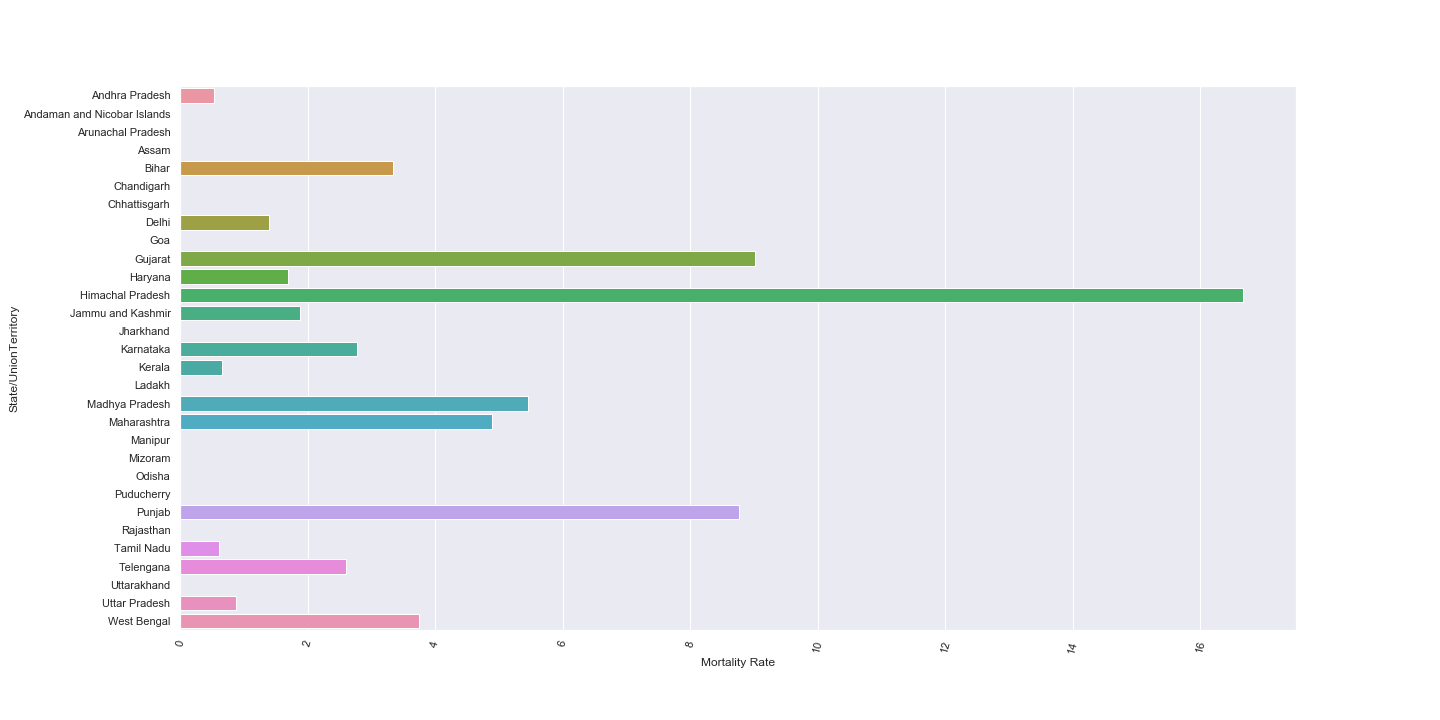 Andhra Pradesh
Andaman and Nicobar Islands
Arunachal Pradesh
Assam
Bihar
Chandigarh
Chhattisgarh
Delhi
Goa
Gujarat
Haryana
Himachal Pradesh
Jammu and Kashmir
Jharkhand
Karnataka
Kerala
Ladakh
Madhya Pradesh
Maharashtra
Manipur
Mizoram
Odisha
Puducherry
Punjab
Rajasthan
Tamil Nadu
Telengana
Uttarakhand
Uttar Pradesh
West Bengal
State/UnionTerritory
0 2 4 6 8 10 12 14 16
Mortality Rate